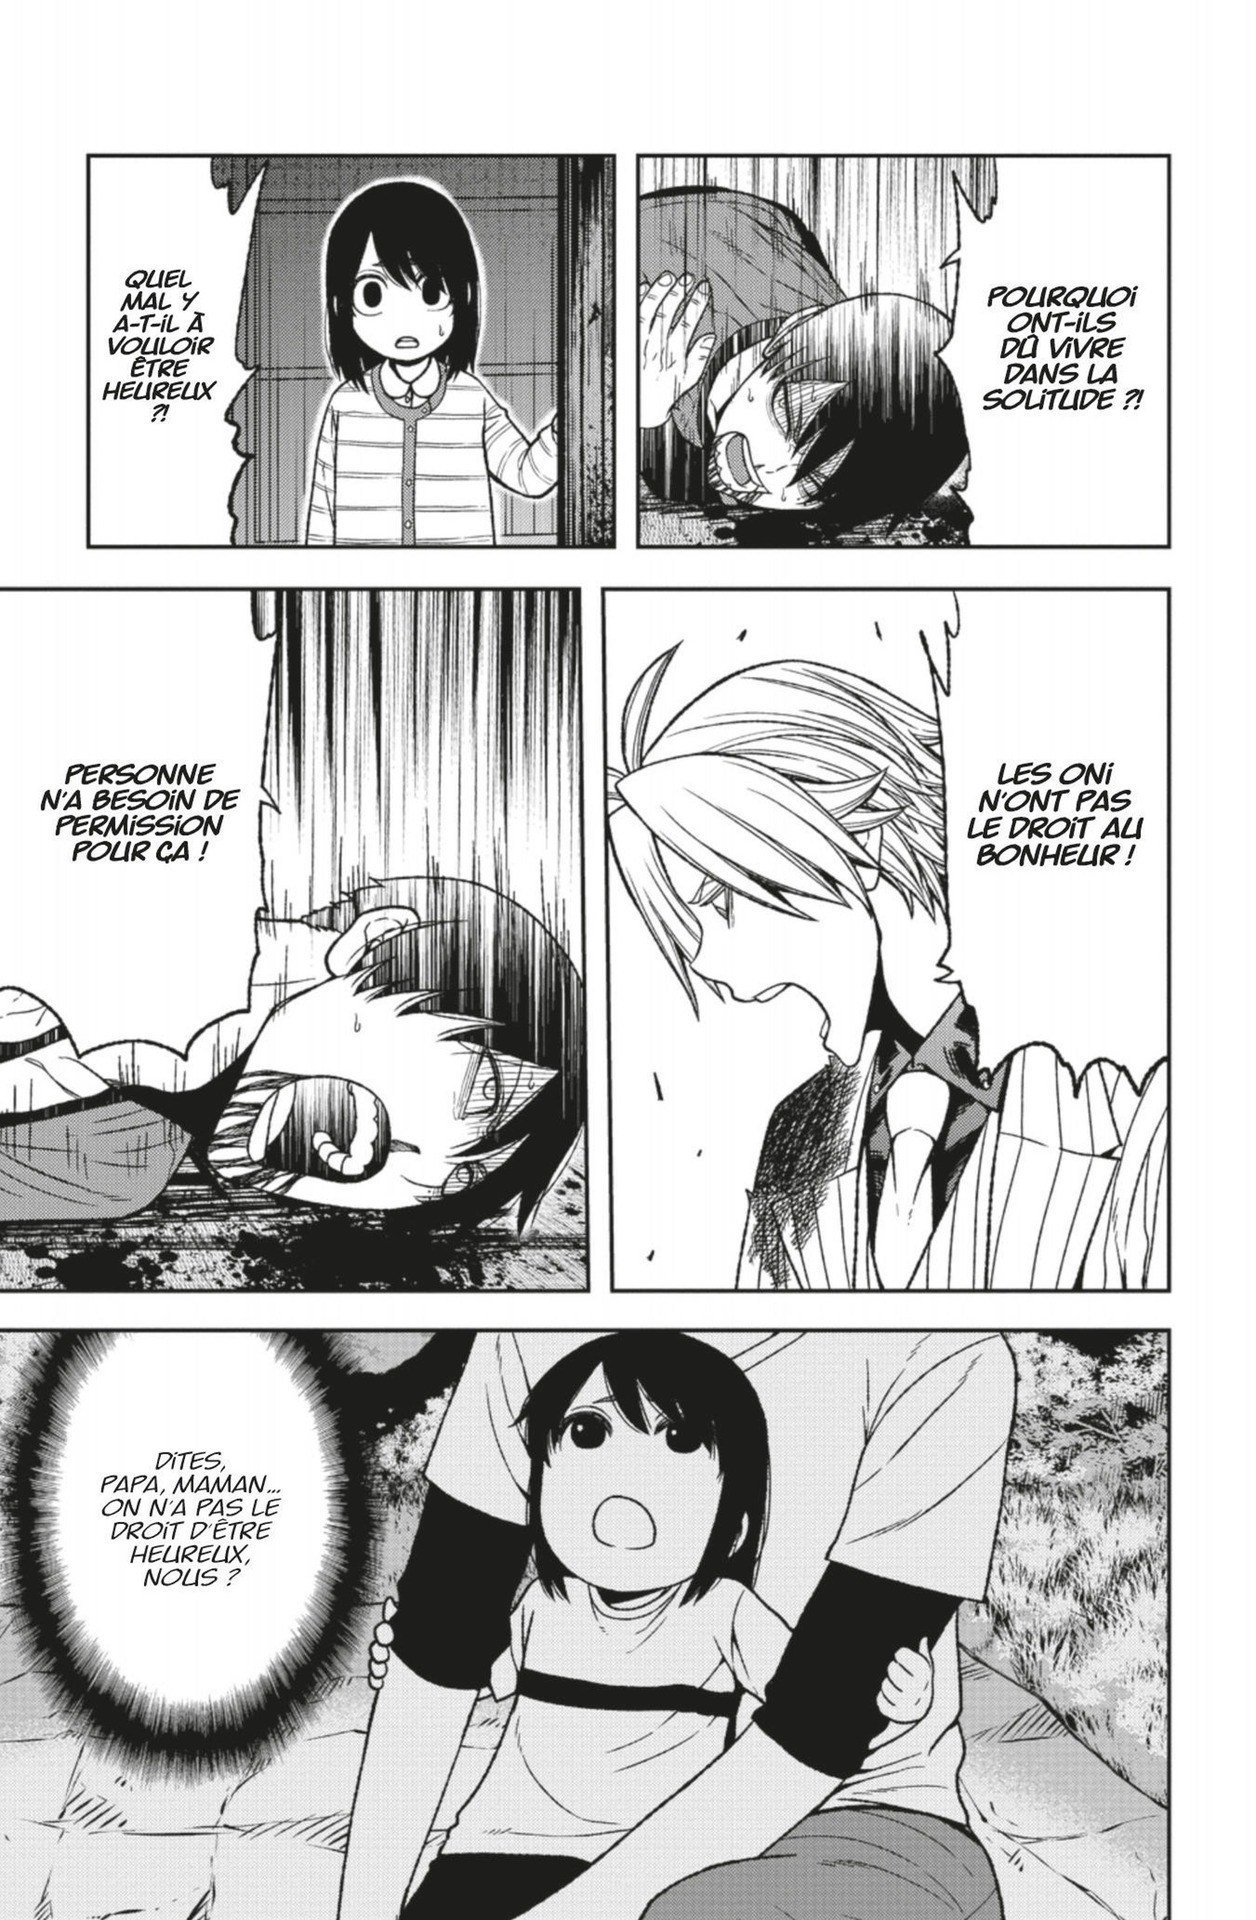 POURQUOI
ONT-ILS
DÛ VIVRE
DANS LA
SOLITUDE ?!
QUEL
MAL Y
A-T-IL À
VOULOIR
ÊTRE
HEUREUX
?!
LES ONI
N'ONT PAS
LE DROIT AU
BONHEUR !
PERSONNE
N'A BESOIN DE
PERMISSION
POUR ÇA !
DITES,
PAPA, MAMAN...
ON N'A PAS LE
DROIT D'ÊTRE
HEUREUX,
NOUS ?